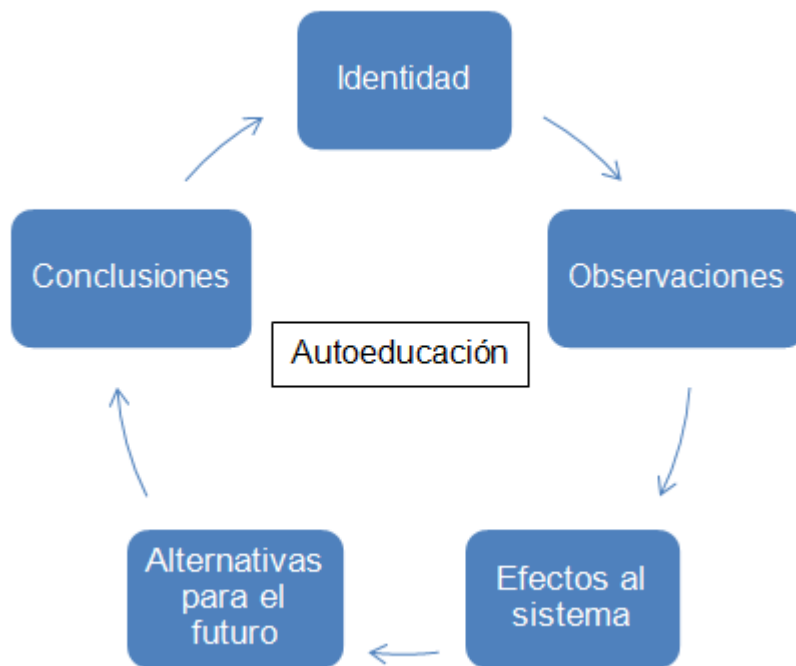 Identidad
Observaciones
Efectos al
sistema
Alternativas
para el
futuro
Conclusiones
Autoeducación